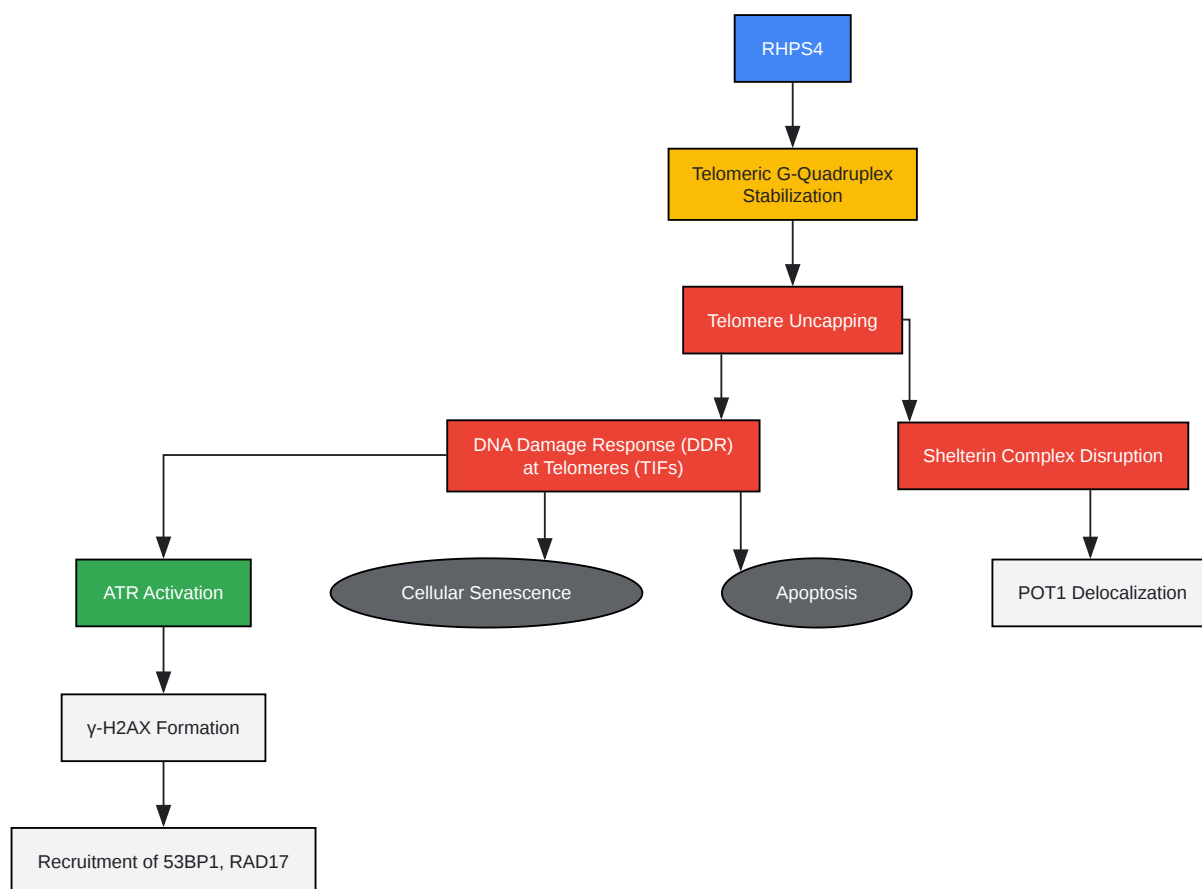 RHPS4
Telomeric G-Quadruplex
Stabilization
Telomere Uncapping
DNA Damage Response (DDR)
at Telomeres (TIFs)
Shelterin Complex Disruption
ATR Activation
Cellular Senescence
Apoptosis
POT1 Delocalization
γ-H2AX Formation
Recruitment of 53BP1, RAD17